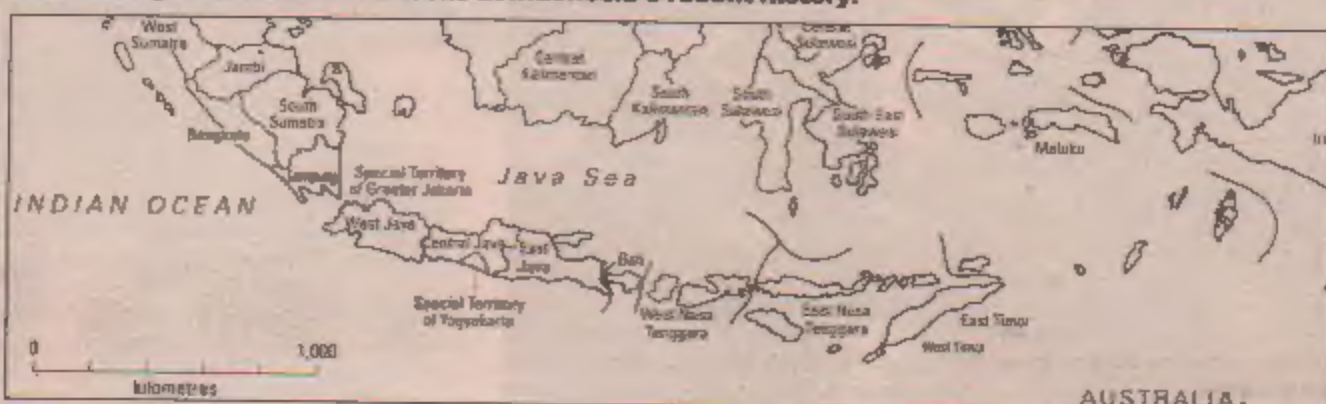 West
Sumatra
Jambi
South
Sumatra
Bengkulu
Lampung
Central
Kalimantan
South
Kalimantan
Central
Sulawesi
South
Sulawesi
South East
Sulawesi
Maluku
Special Territory
of Greater Jakarta
Java Sea
INDIAN OCEAN
West Java
Central Java
East
Java
Bali
Special Territory
of Yogyakarta
West Nusa
Tenggara
East Nusa
Tenggara
East Timor
West Timor
0 1,000
kilometres
AUSTRALIA